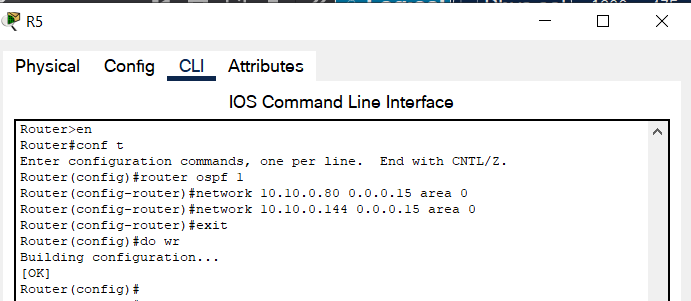 R5
Physical Config CLI Attributes
IOS Command Line Interface
Router>en
Router#conf t
Enter configuration commands, one per line.  End with CNTL/Z.
Router(config)#router ospf 1
Router(config-router)#network 10.10.0.80 0.0.0.15 area 0
Router(config-router)#network 10.10.0.144 0.0.0.15 area 0
Router(config-router)#exit
Router(config)#do wr
Building configuration...
[OK]
Router(config)#